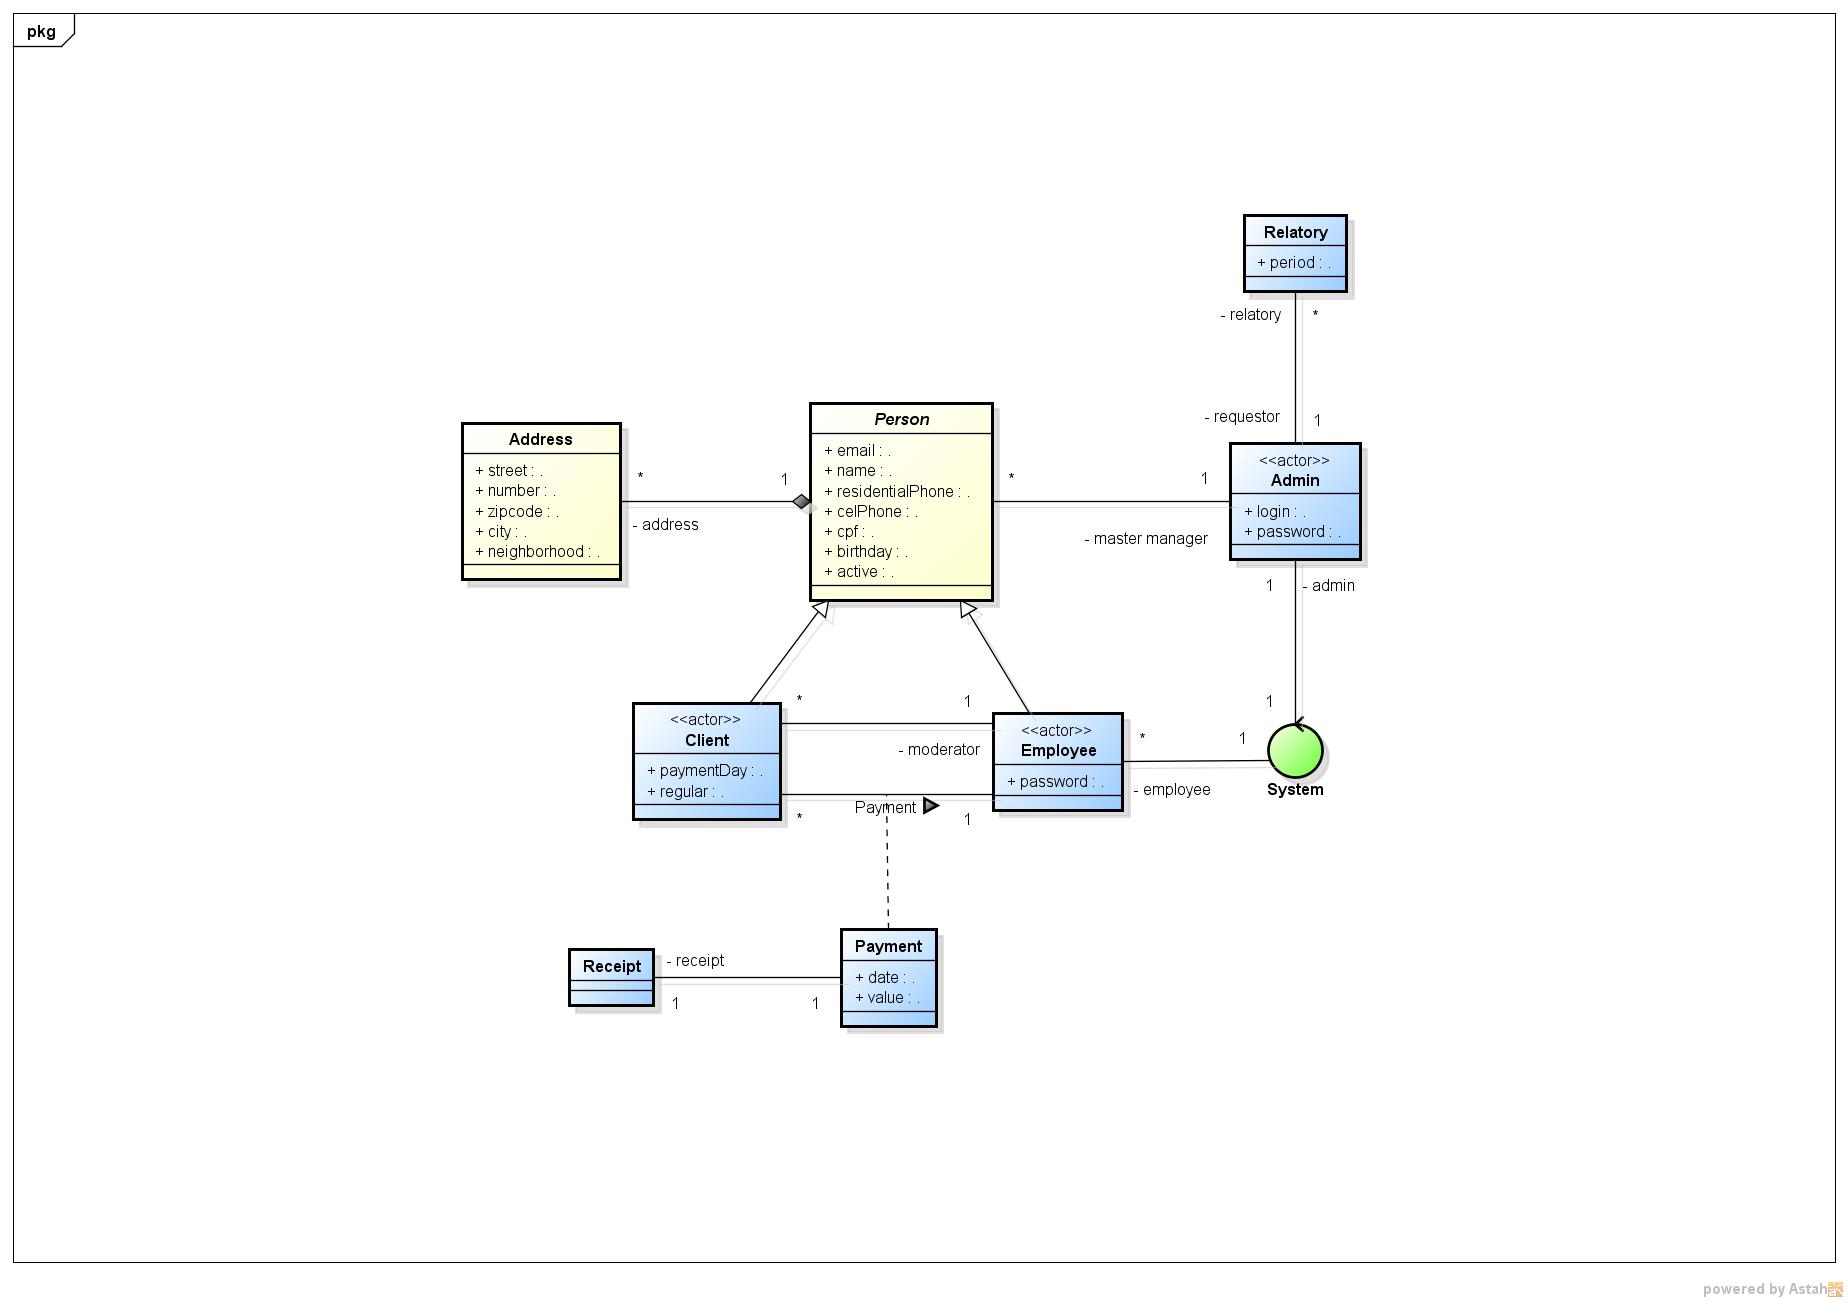 pkg
Relatory
+ period : .
- relatory
*
- requestor
1
<<actor>>
Admin
+ login : .
+ password : .
Person
+ email : .
+ name : .
+ residentialPhone : .
+ celPhone : .
+ cpf : .
+ birthday : .
+ active : .
Address
+ street : .
+ number : .
+ zipcode : .
+ city : .
+ neighborhood : .
*
1
- address
*
1
- master manager
1
- admin
1
<<actor>>
Client
+ paymentDay : .
+ regular : .
*
1
- moderator
Payment
*
1
<<actor>>
Employee
+ password : .
*
1
- employee
System
Receipt
- receipt
1
1
Payment
+ date : .
+ value : .
powered by Astah